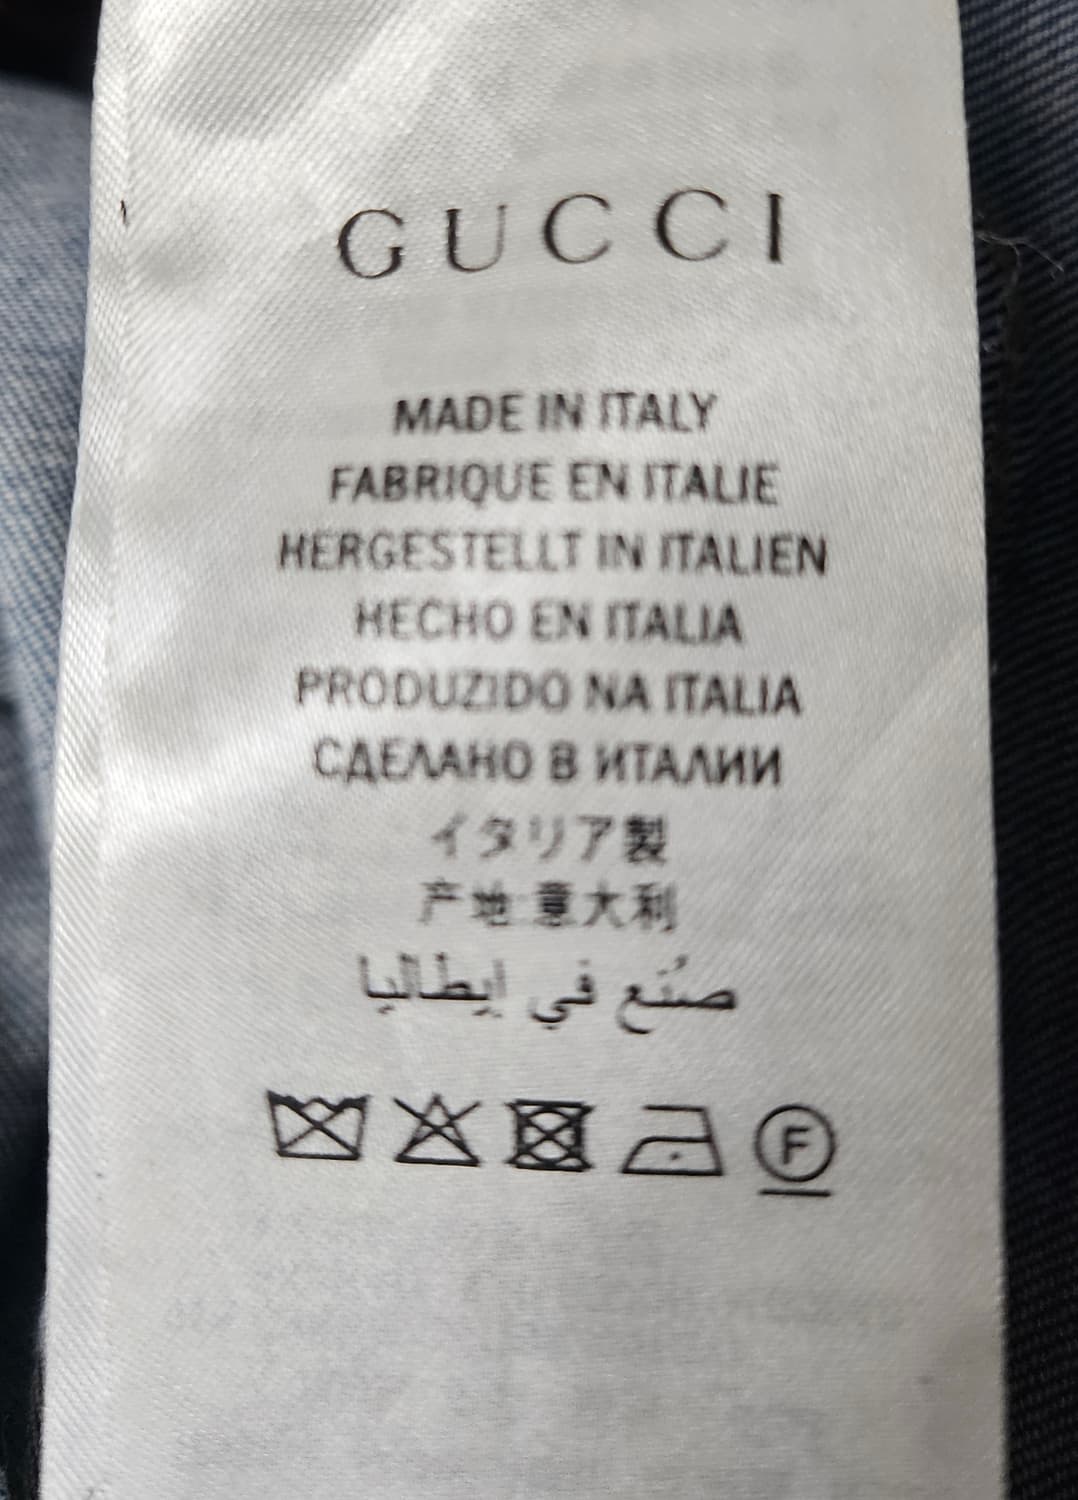 GUCCI
MADE IN ITALY
FABRIQUE EN ITALIE
HERGESTELLT IN ITALIEN
HECHO EN ITALIA
PRODUZIDO NA ITALIA
СДЕЛАНО В ИТАЛИИ
イタリア製
产地:意大利
صُنع في إيطاليا
F